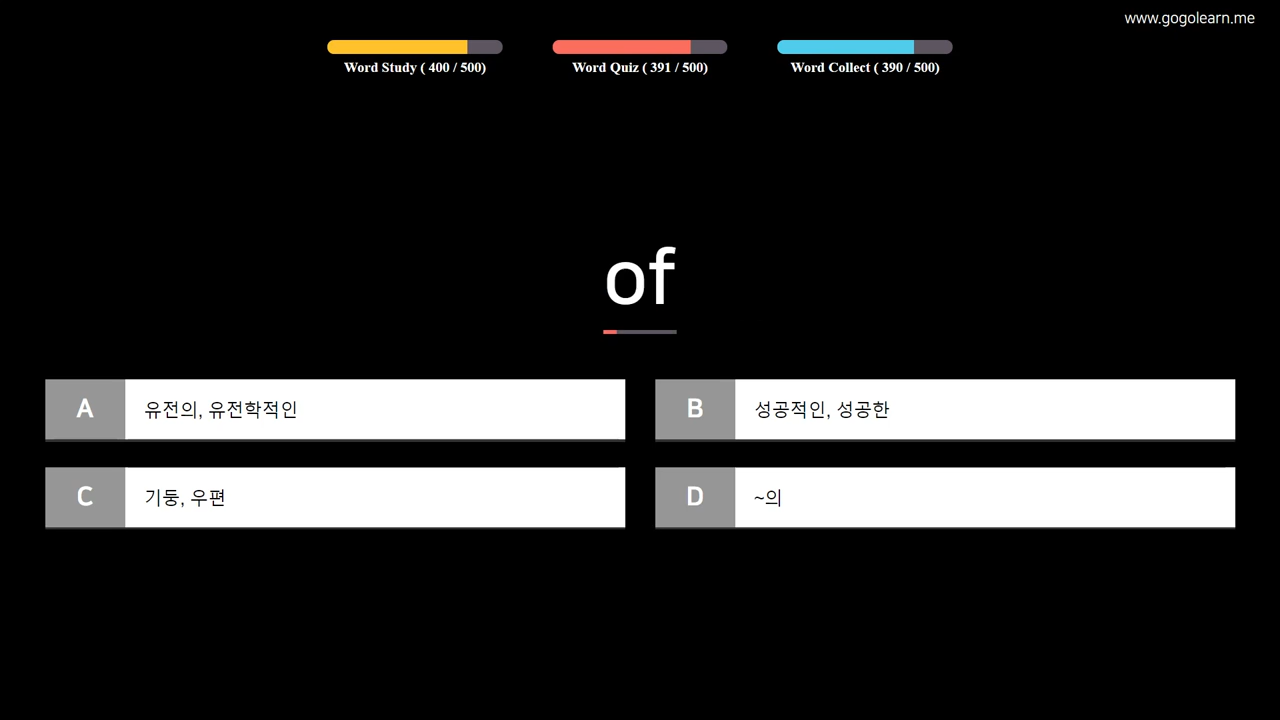 www.gogolearn.me
Word Study ( 400 / 500)
Word Quiz ( 391 / 500)
Word Collect ( 390 / 500)
of
A 유전의, 유전학적인
B 성공적인, 성공한
C 기둥, 우편
D ~의